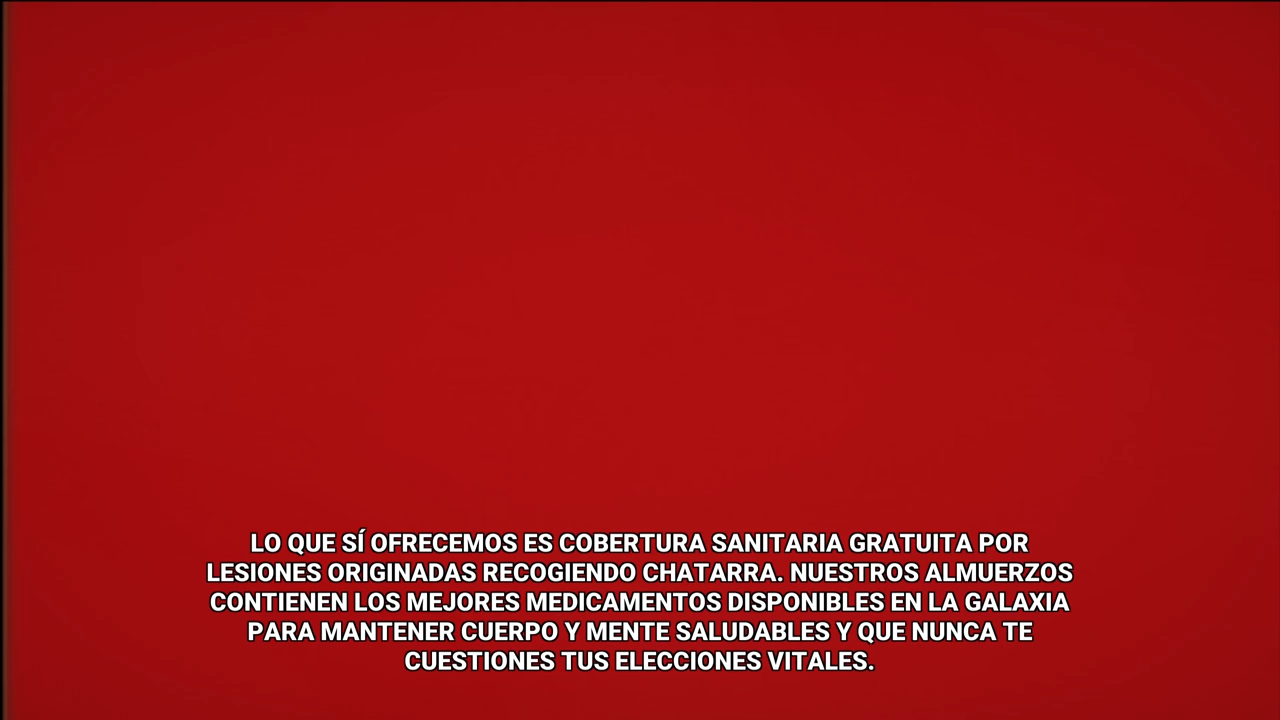 LO QUE SÍ OFRECEMOS ES COBERTURA SANITARIA GRATUITA POR
LESIONES ORIGINADAS RECOGIENDO CHATARRA. NUESTROS ALMUERZOS
CONTIENEN LOS MEJORES MEDICAMENTOS DISPONIBLES EN LA GALAXIA
PARA MANTENER CUERPO Y MENTE SALUDABLES Y QUE NUNCA TE
CUESTIONES TUS ELECCIONES VITALES.